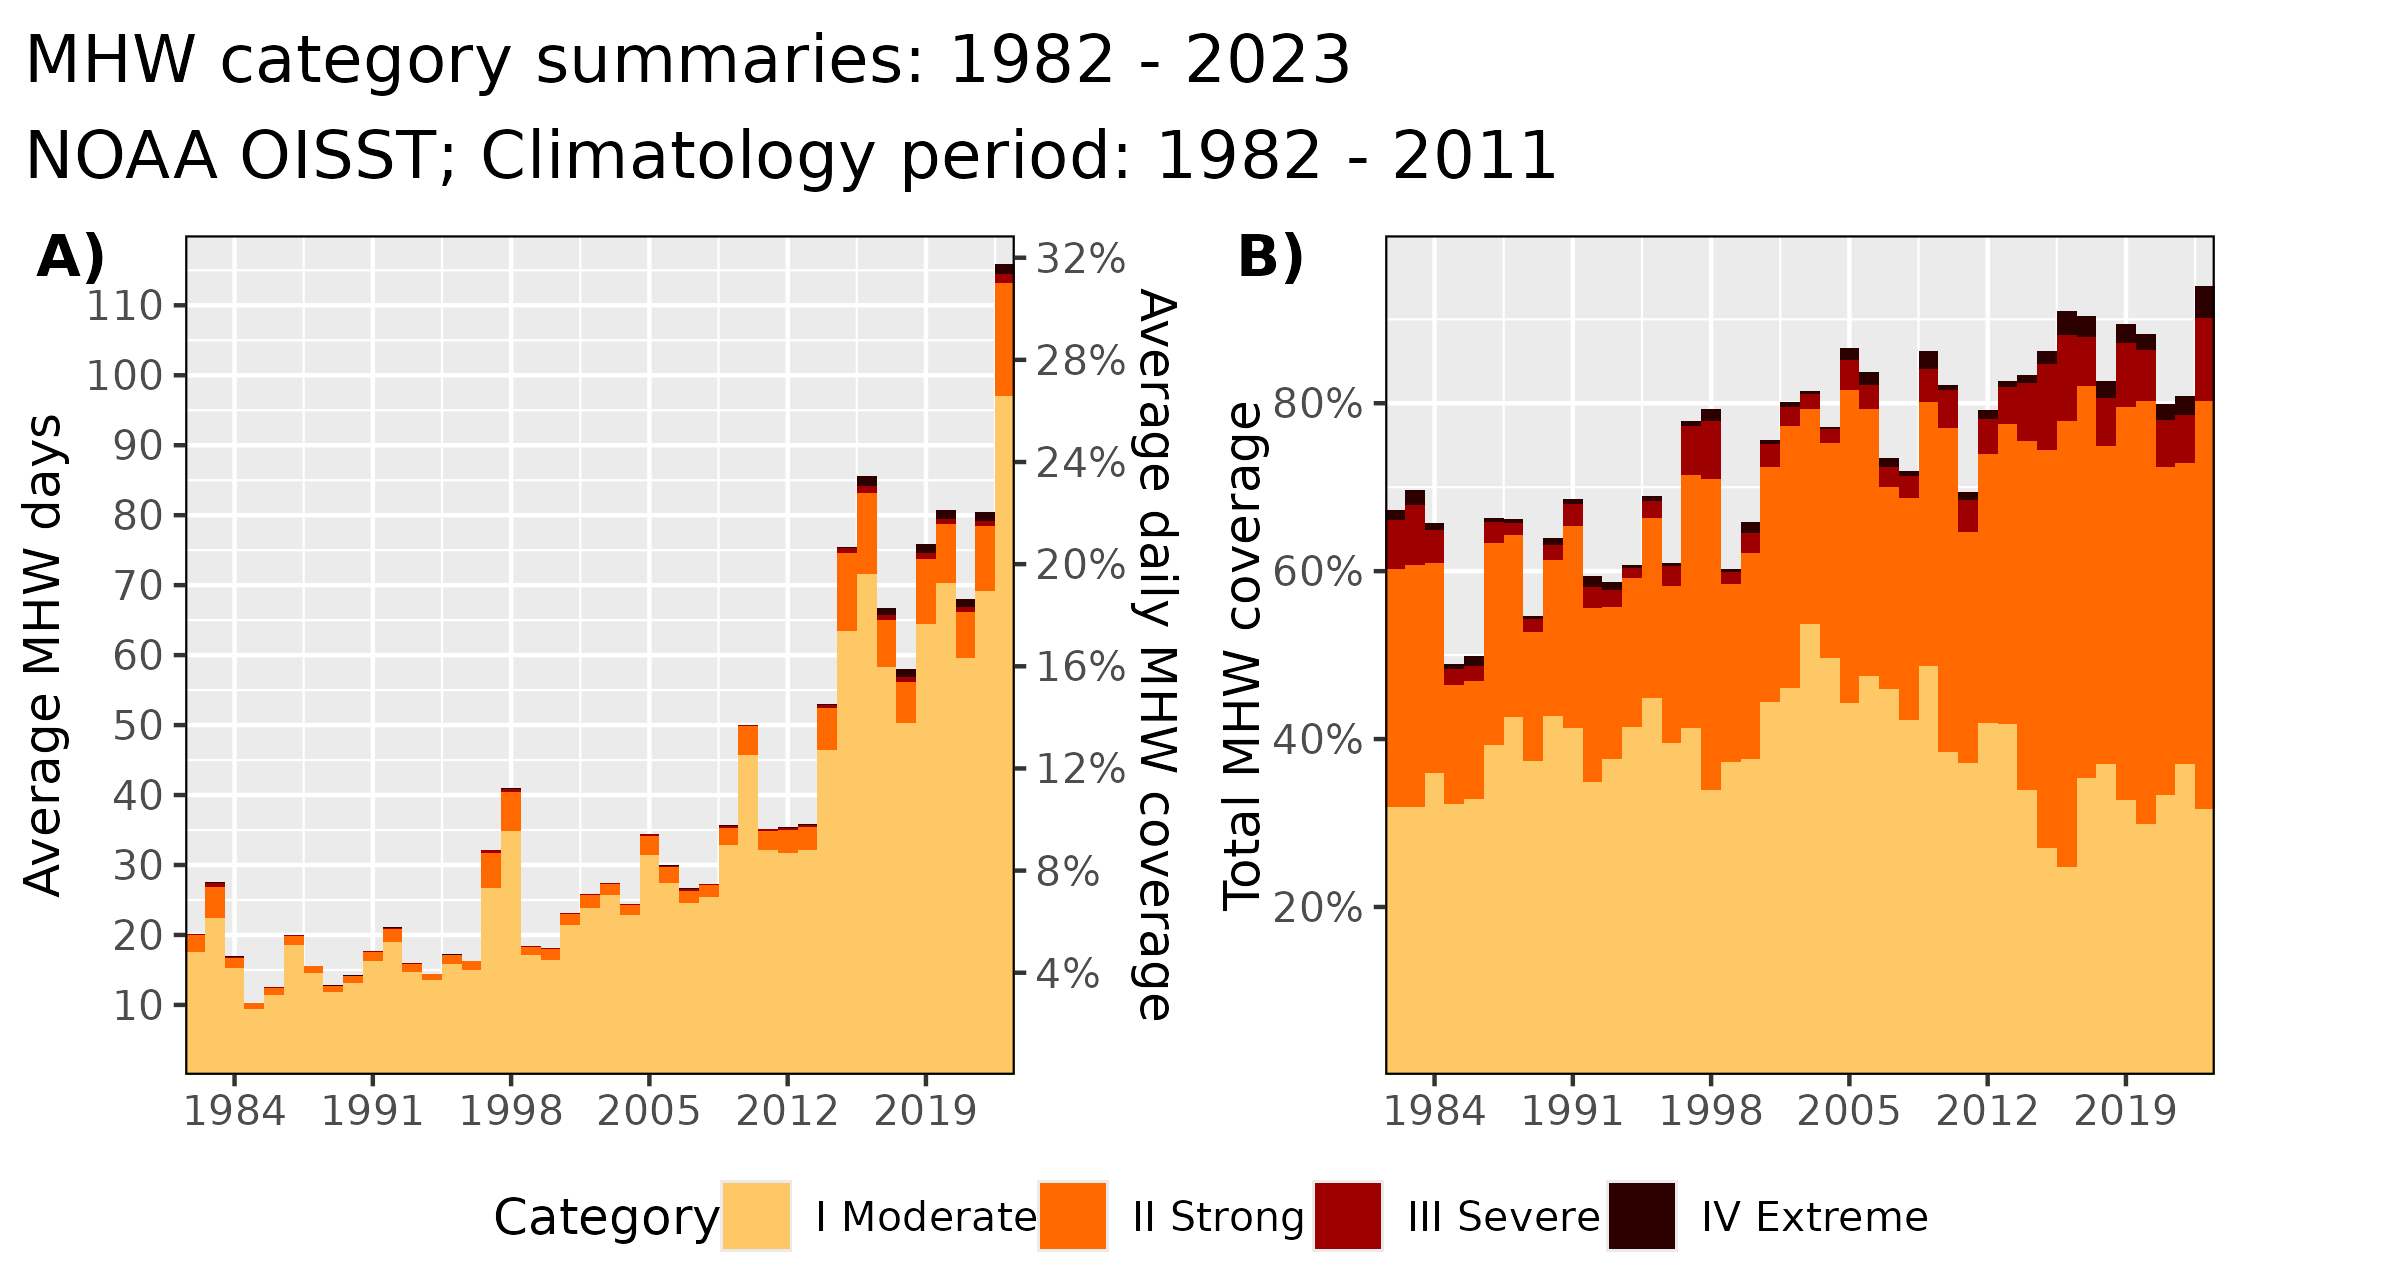 MHW category summaries: 1982 - 2023
NOAA OISST; Climatology period: 1982 - 2011
A)
Average MHW days
110
100
90
80
70
60
50
40
30
20
10
32%
28%
24%
20%
16%
12%
8%
4%
Average daily MHW coverage
1984 1991 1998 2005 2012 2019
B)
Total MHW coverage
80%
60%
40%
20%
1984 1991 1998 2005 2012 2019
Category I Moderate II Strong III Severe IV Extreme